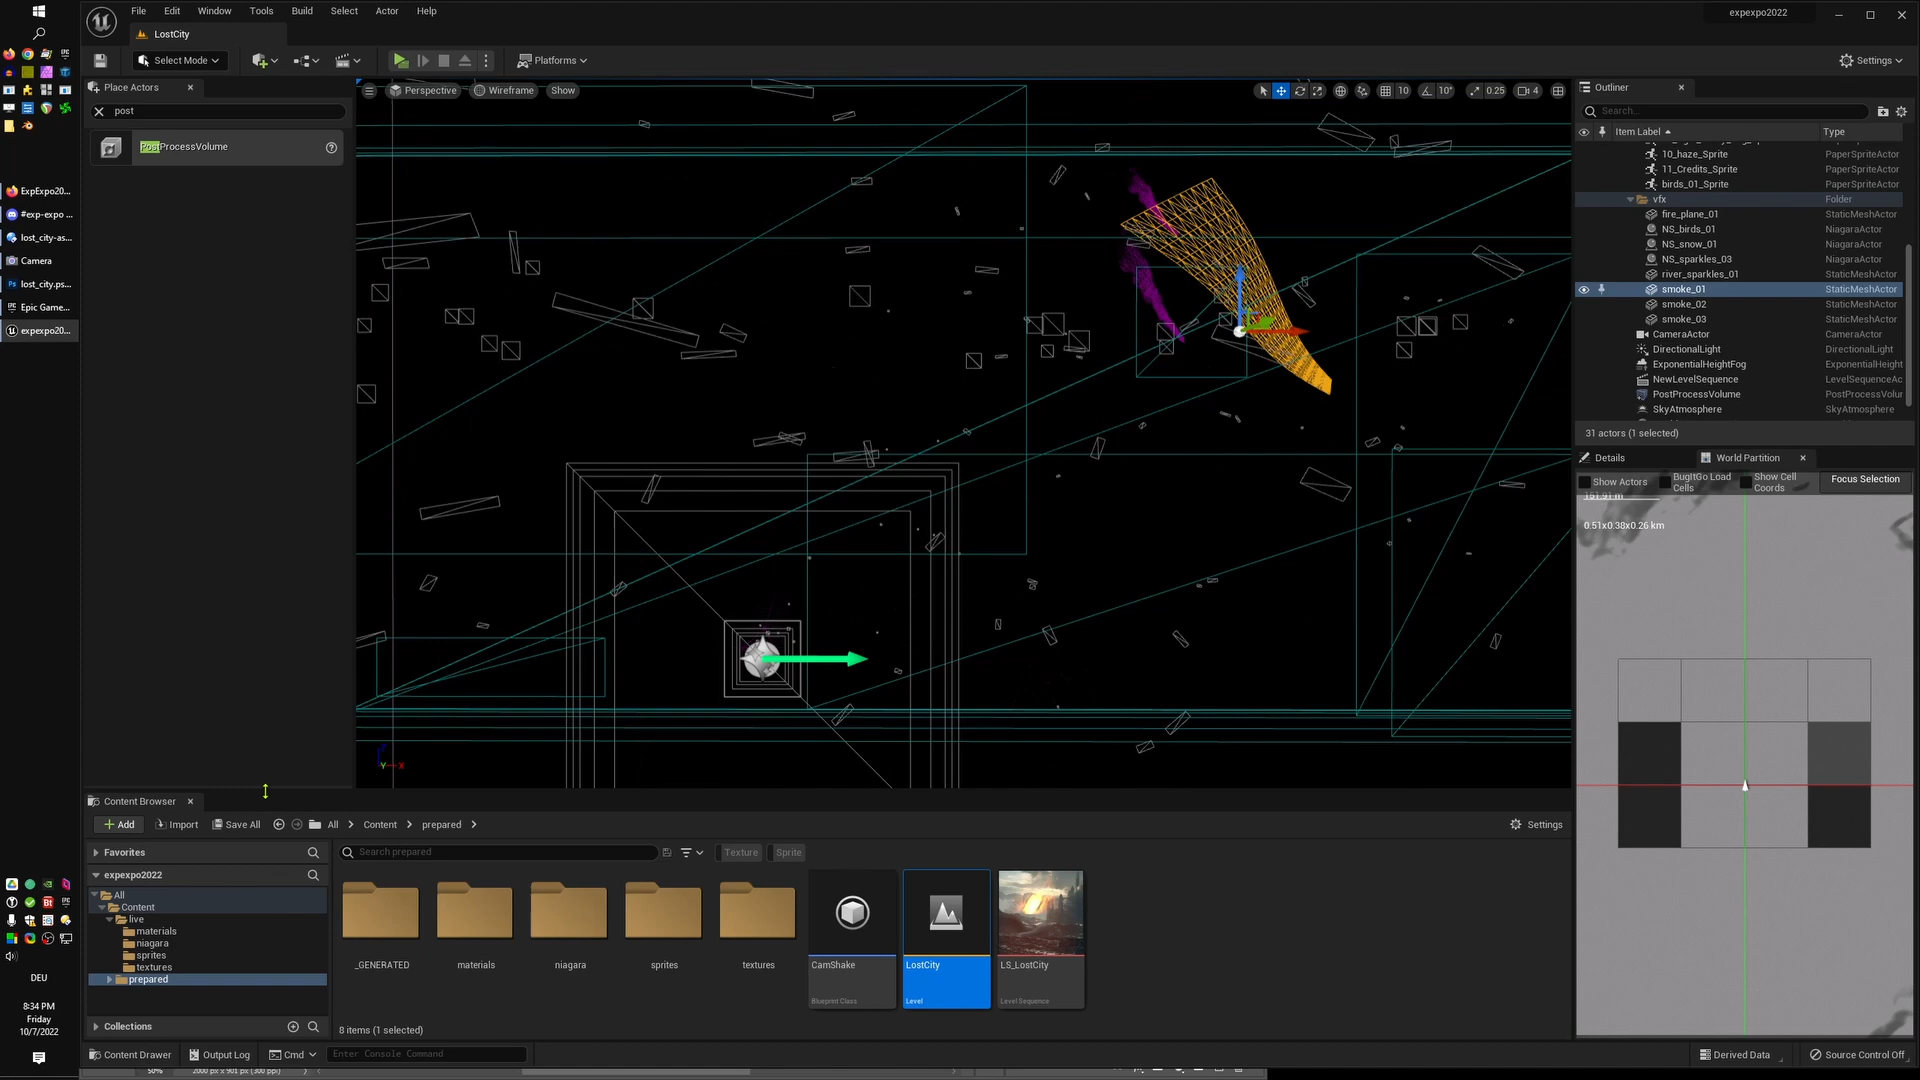 File Edit Window Tools Build Select Actor Help
expexpo2022
LostCity
Select Mode
Platforms
Settings
Place Actors
post
PostProcessVolume
Perspective
Wireframe
Show
10
10°
0.25
4
Outliner
Search...
Item Label
Type
10_haze_Sprite PaperSpriteActor
11_Credits_Sprite PaperSpriteActor
birds_01_Sprite PaperSpriteActor
vfx Folder
fire_plane_01 StaticMeshActor
NS_birds_01 NiagaraActor
NS_snow_01 NiagaraActor
NS_sparkles_03 NiagaraActor
river_sparkles_01 StaticMeshActor
smoke_01 StaticMeshActor
smoke_02 StaticMeshActor
smoke_03 StaticMeshActor
CameraActor CameraActor
DirectionalLight DirectionalLight
ExponentialHeightFog ExponentialHeight
NewLevelSequence LevelSequenceAc
PostProcessVolume PostProcessVolur
SkyAtmosphere SkyAtmosphere
31 actors (1 selected)
Details
World Partition
Show Actors
BugItGo Load Cells
Show Cell Coords
Focus Selection
0.51x0.38x0.26 km
ExpExpo20...
#exp-expo ...
lost_city-as...
Camera
lost_city.ps...
Epic Game...
expexpo20...
DEU
8:34 PM
Friday
10/7/2022
Y
X
Content Browser
Add
Import
Save All
All
Content
prepared
Settings
Favorites
expexpo2022
All
Content
live
materials
niagara
sprites
textures
prepared
Collections
Search prepared
Texture
Sprite
_GENERATED
materials
niagara
sprites
textures
CamShake
Blueprint Class
LostCity
Level
LS_LostCity
Level Sequence
8 items (1 selected)
Content Drawer
Output Log
Cmd
Enter Console Command
Derived Data
Source Control Off
50%
2000 px x 901 px (300 ppi)